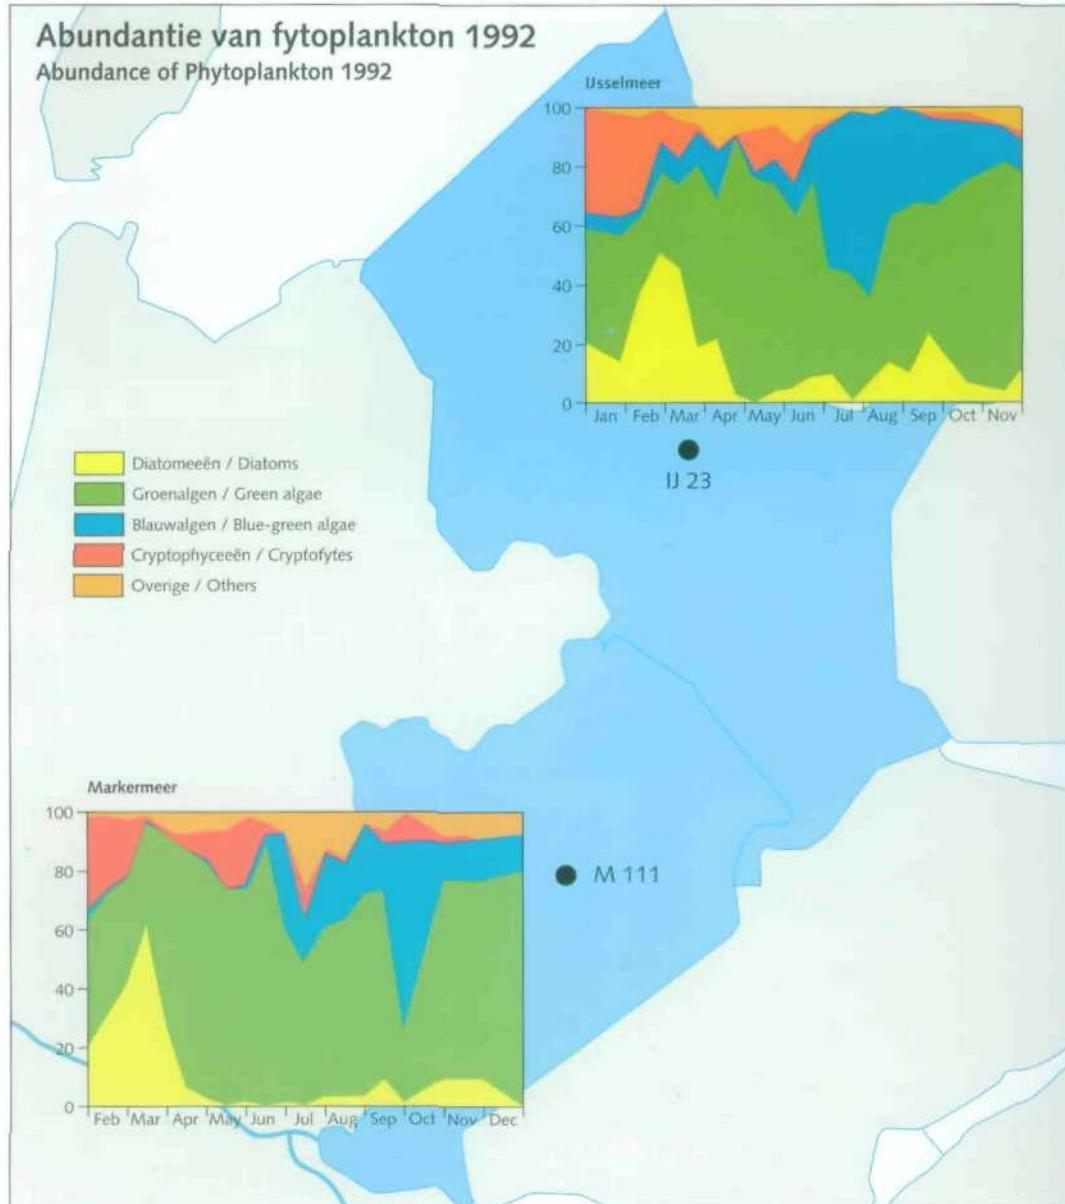 Abundantie van fytoplankton 1992
Abundance of Phytoplankton 1992
IJsselmeer
100
80
60
40
20
0
Jan Feb Mar Apr May Jun Jul Aug Sep Oct Nov
IJ 23
Diatomeeën / Diatoms
Groenalgen / Green algae
Blauwalgen / Blue-green algae
Cryptophyceeën / Cryptofytes
Overige / Others
Markermeer
100
80
60
40
20
0
Feb Mar Apr May Jun Jul Aug Sep Oct Nov Dec
M 111